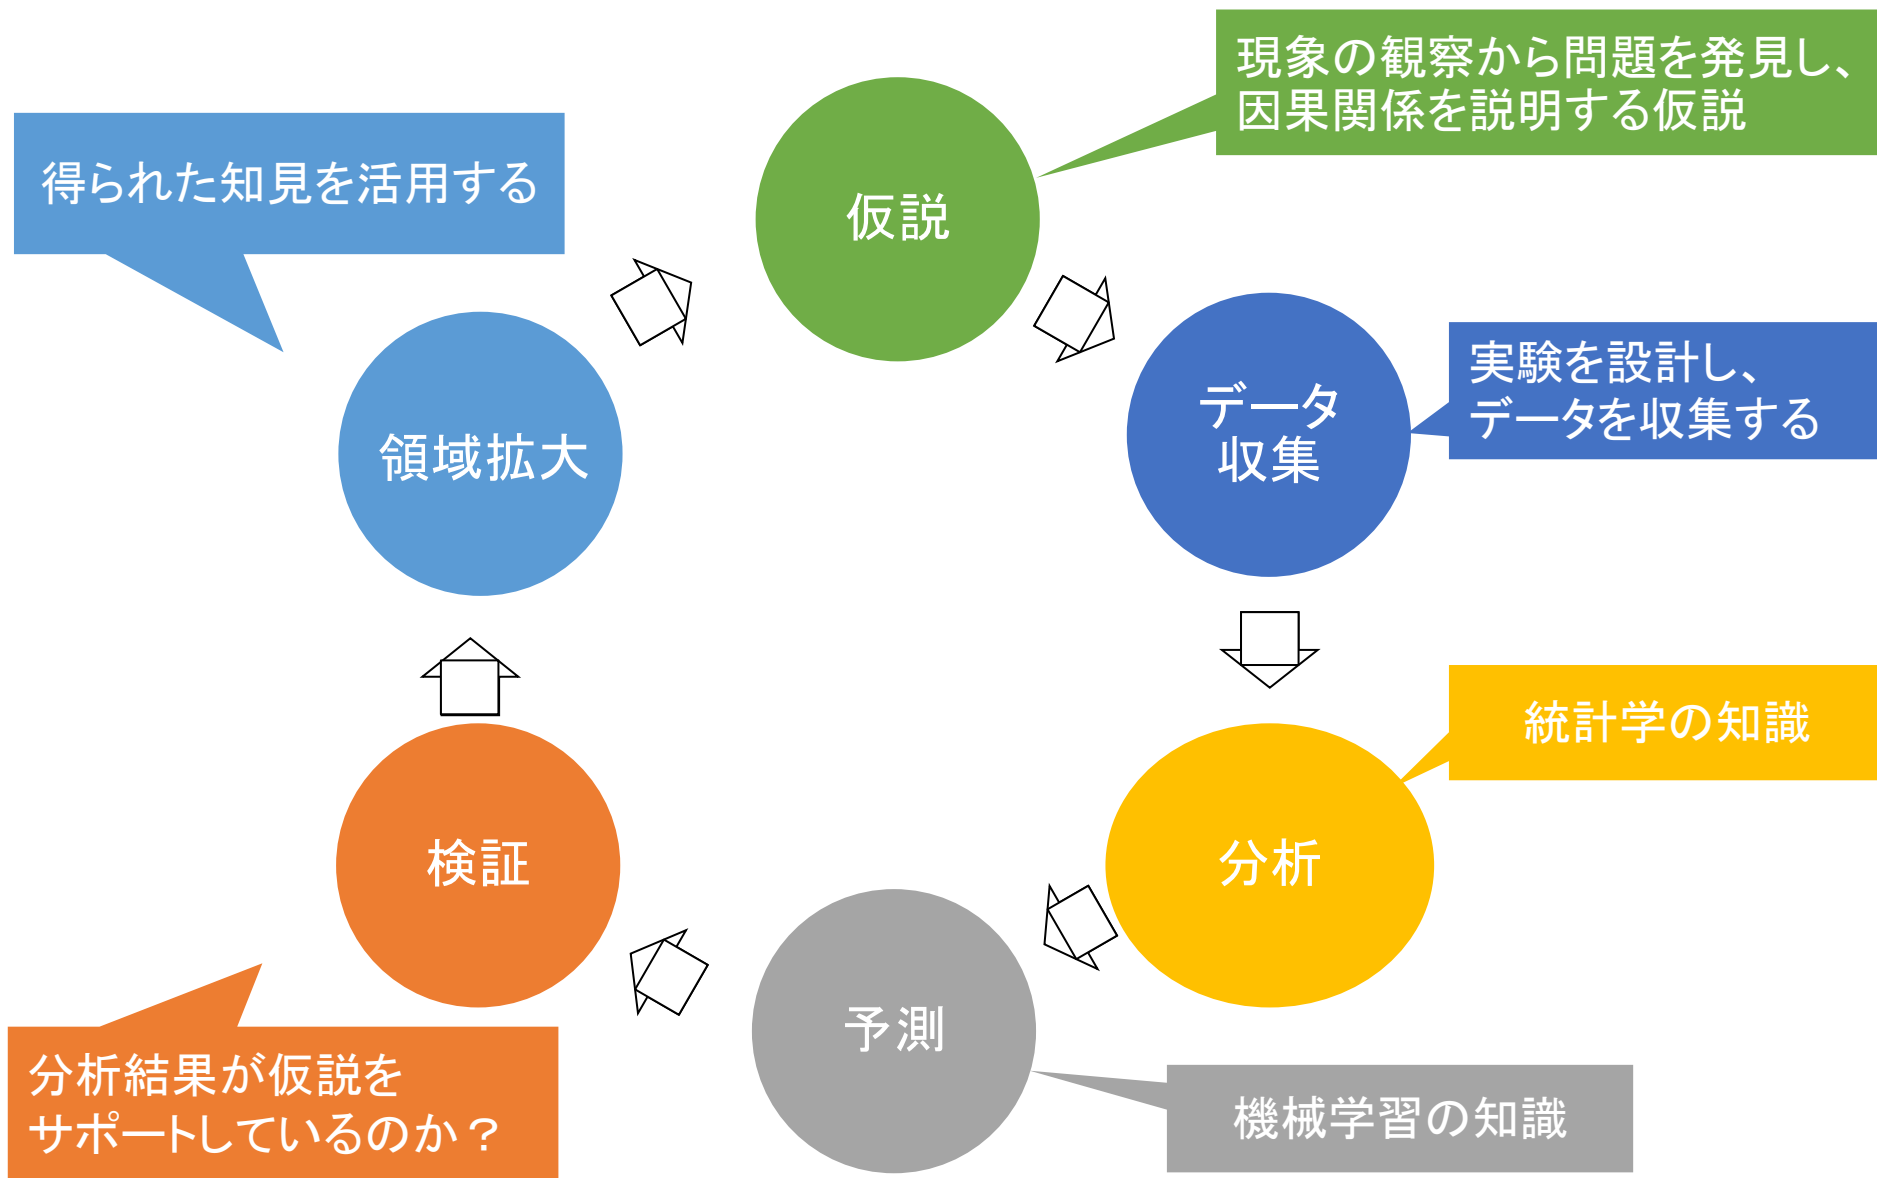 現象の観察から問題を発見し、
因果関係を説明する仮説
得られた知見を活用する
仮説
実験を設計し、
データを収集する
データ
収集
領域拡大
統計学の知識
検証
分析
予測
分析結果が仮説を
サポートしているのか？
機械学習の知識